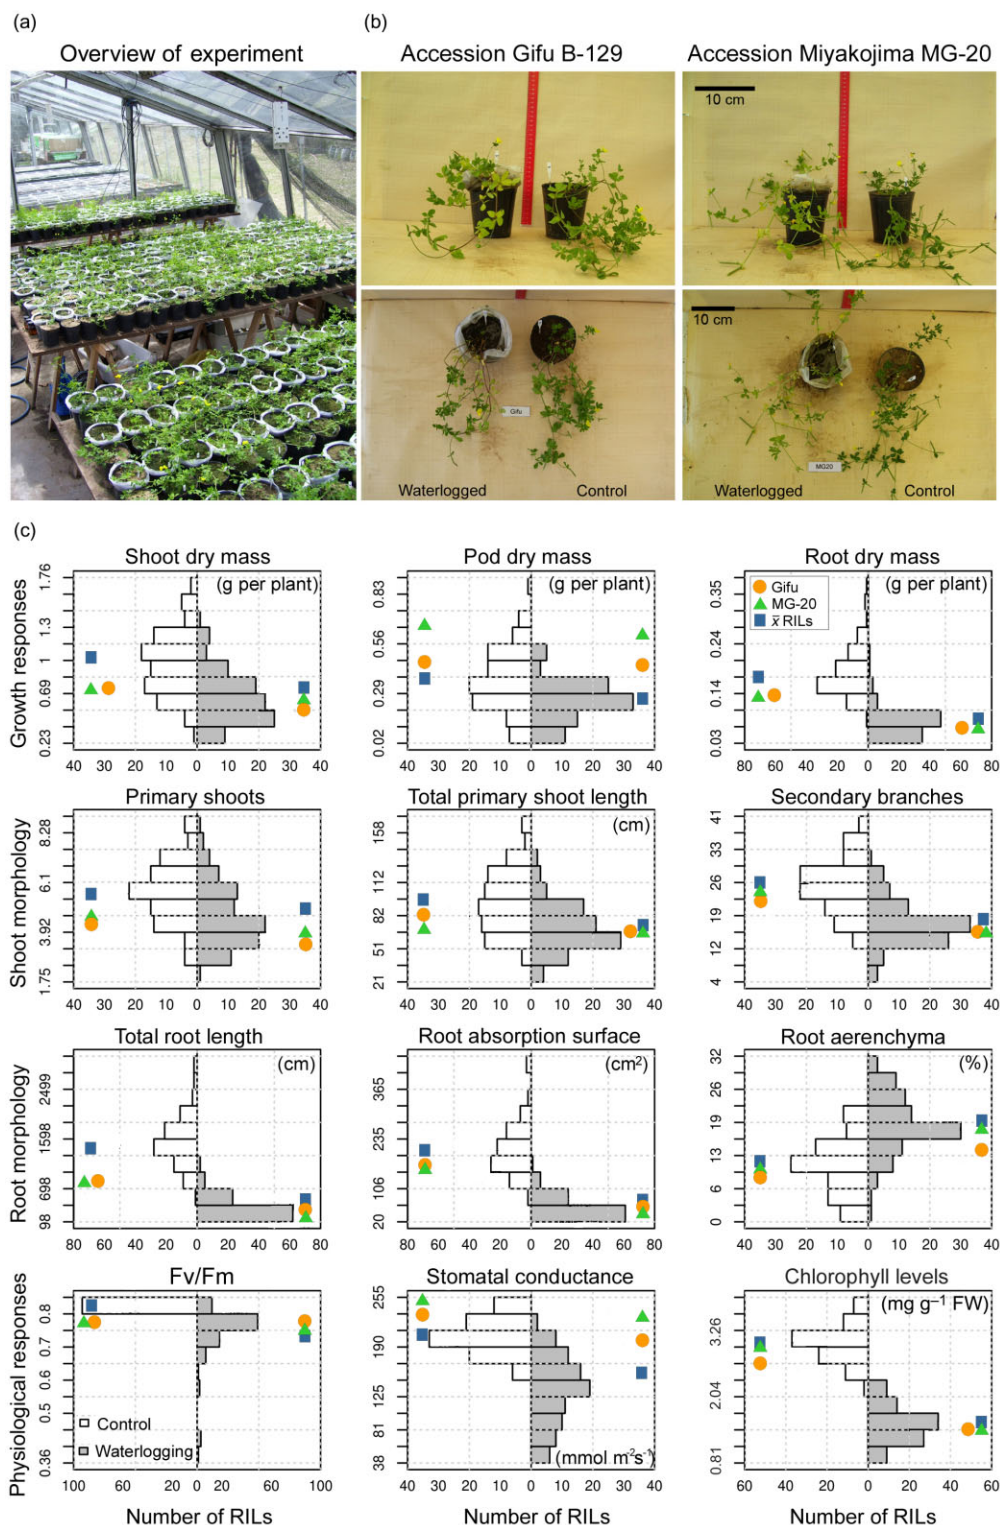 (a)
(b)
Overview of experiment
Accession Gifu B-129
Accession Miyakojima MG-20
10 cm
10 cm
Gifu
MG20
Waterlogged
Control
Waterlogged
Control
(c)
Shoot dry mass
Pod dry mass
Root dry mass
Growth responses
(g per plant)
0.23 0.69 1 1.3 1.76
40 30 20 10 0 10 20 30 40
(g per plant)
0.02 0.29 0.56 0.83
40 30 20 10 0 10 20 30 40
(g per plant)
Gifu
MG-20
x̄ RILs
0.03 0.14 0.24 0.35
80 60 40 20 0 20 40 60 80
Primary shoots
Total primary shoot length
Secondary branches
Shoot morphology
1.75 3.92 6.1 8.28
40 30 20 10 0 10 20 30 40
(cm)
21 51 82 112 158
40 30 20 10 0 10 20 30 40
4 12 19 26 33 41
40 30 20 10 0 10 20 30 40
Total root length
Root absorption surface
Root aerenchyma
Root morphology
(cm)
98 698 1598 2499
80 60 40 20 0 20 40 60 80
(cm²)
20 106 235 365
80 60 40 20 0 20 40 60 80
(%)
0 6 13 19 26 32
40 30 20 10 0 10 20 30 40
Fv/Fm
Stomatal conductance
Chlorophyll levels
Physiological responses
0.36 0.5 0.6 0.7 0.8
Control
Waterlogging
100 60 40 20 0 20 40 60 100
38 81 125 190 255
(mmol m⁻²s⁻¹)
40 30 20 10 0 10 20 30 40
(mg g⁻¹ FW)
0.81 2.04 3.26
60 40 20 0 20 40 60
Number of RILs
Number of RILs
Number of RILs